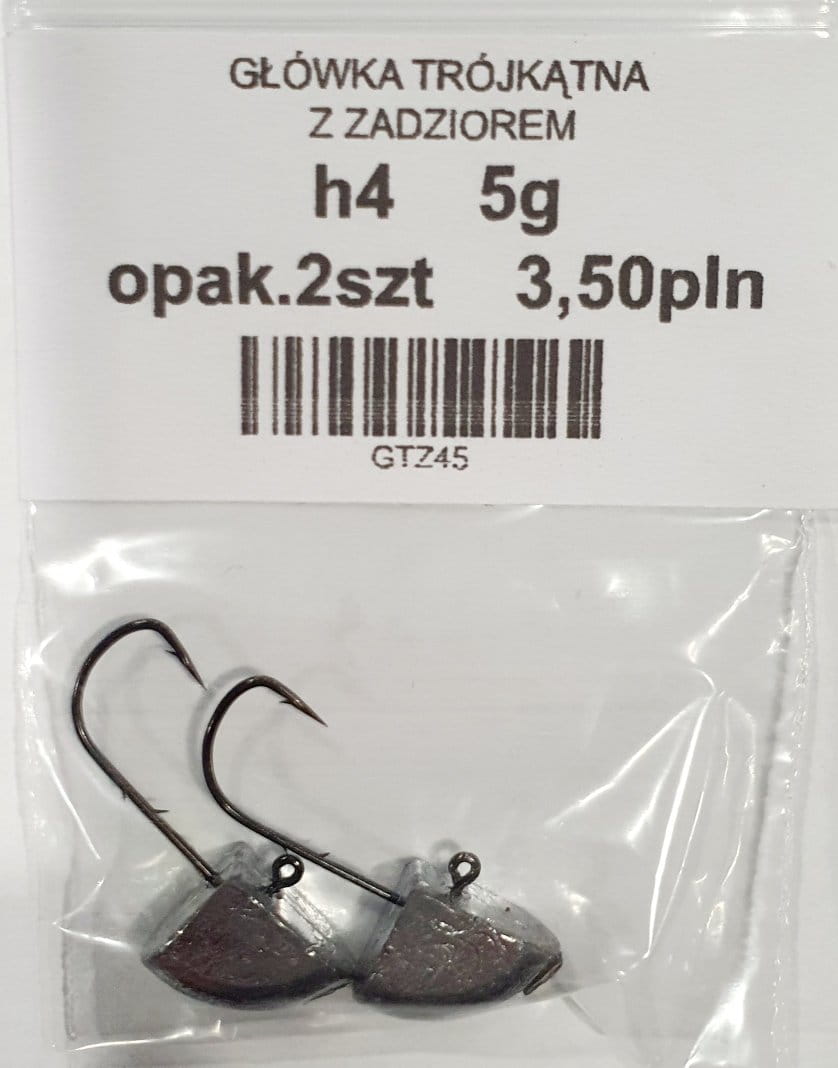 GŁÓWKA TRÓJKĄTNA
Z ZADZIOREM
h4 5g
opak.2szt 3,50pln
GTZ45